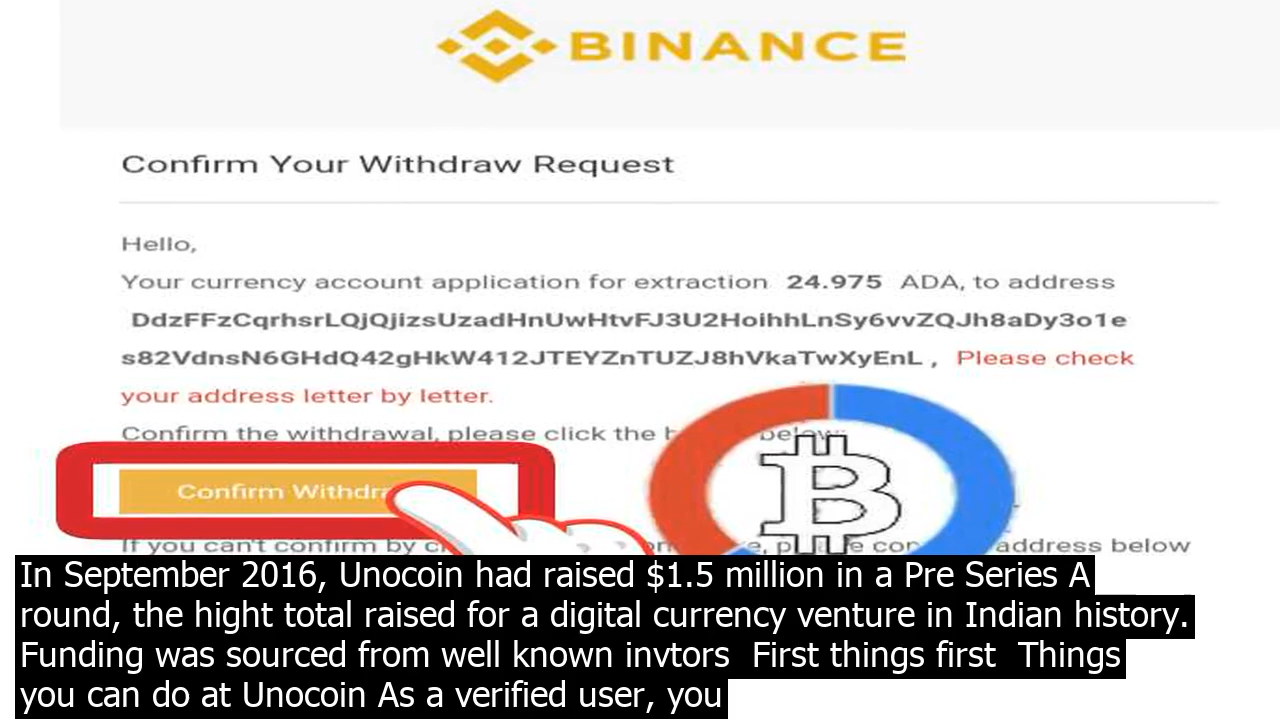 BINANCE
Confirm Your Withdraw Request
Hello,
Your currency account application for extraction 24.975 ADA, to address
DdzFFzCqrhsrLQjQjizsUzadHnUwHtvFJ3U2HoihhLnSy6vvZQJh8aDy3o1e
s82VdnsN6GHdQ42gHkW412JTEYZnTUZJ8hVkaTwXyEnL , Please check
your address letter by letter.
Confirm the withdrawal, please click the below:
Confirm
If you can't confirm by address below
In September 2016, Unocoin had raised $1.5 million in a Pre Series A
round, the hight total raised for a digital currency venture in Indian history.
Funding was sourced from well known invtors First things first Things
you can do at Unocoin As a verified user, you